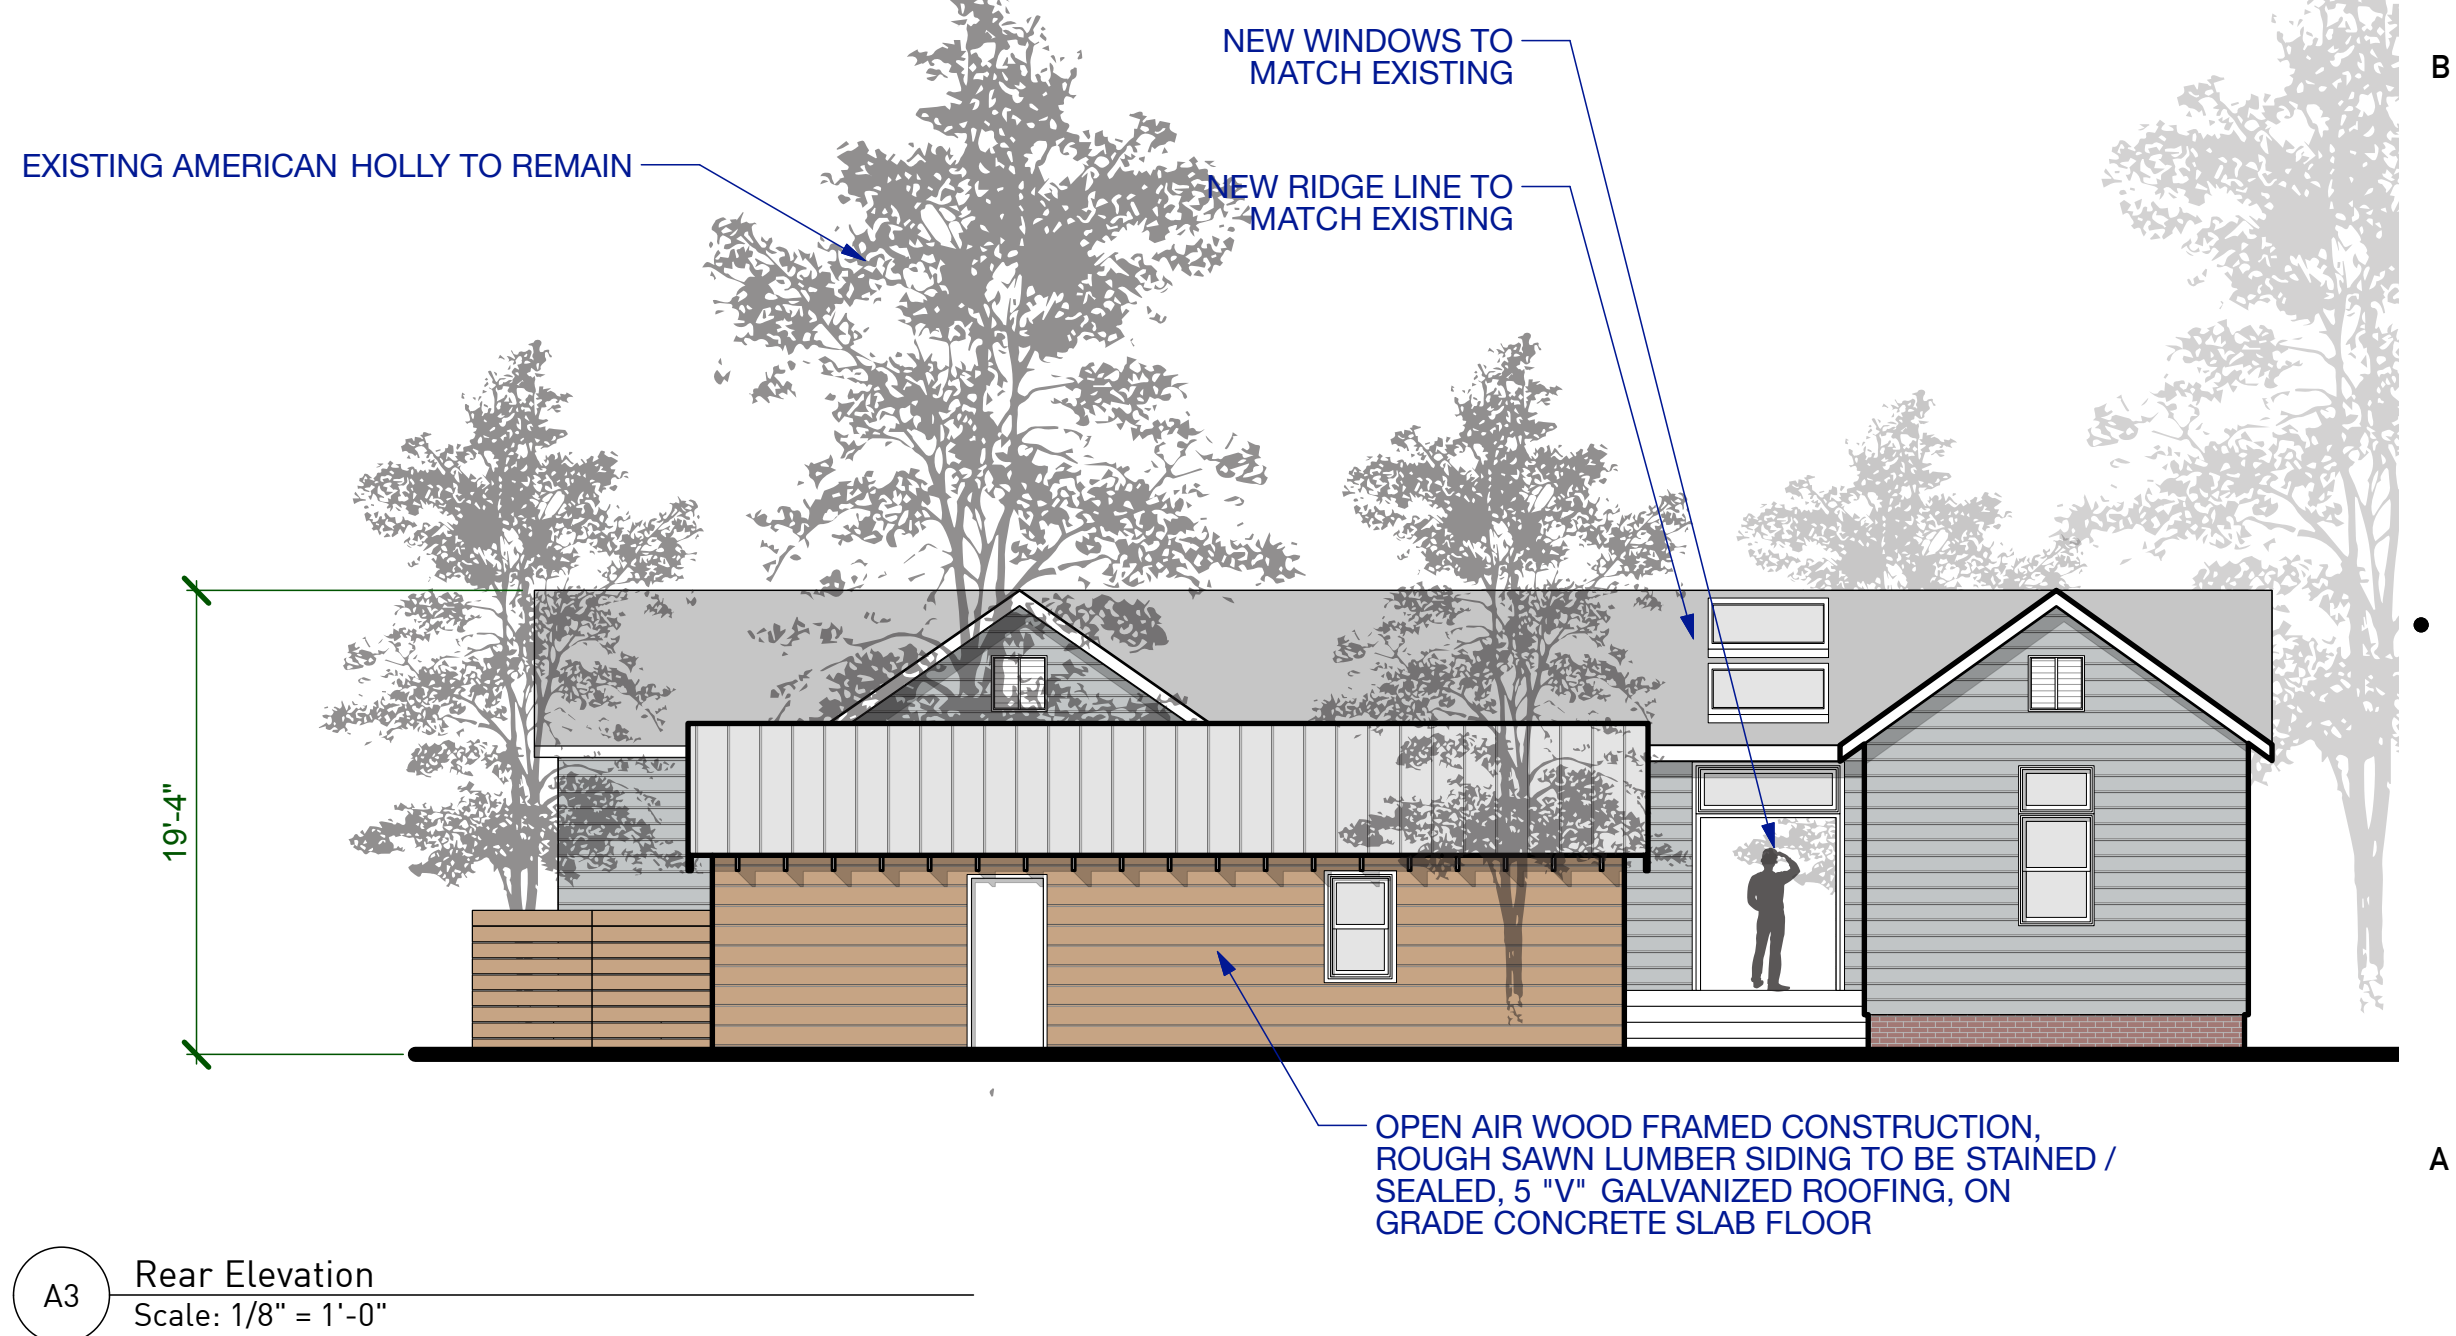 NEW WINDOWS TO
MATCH EXISTING
B
EXISTING AMERICAN HOLLY TO REMAIN
NEW RIDGE LINE TO
MATCH EXISTING
19'-4"
OPEN AIR WOOD FRAMED CONSTRUCTION,
ROUGH SAWN LUMBER SIDING TO BE STAINED /
SEALED, 5 "V" GALVANIZED ROOFING, ON
GRADE CONCRETE SLAB FLOOR
A
A3
Rear Elevation
Scale: 1/8" = 1'-0"